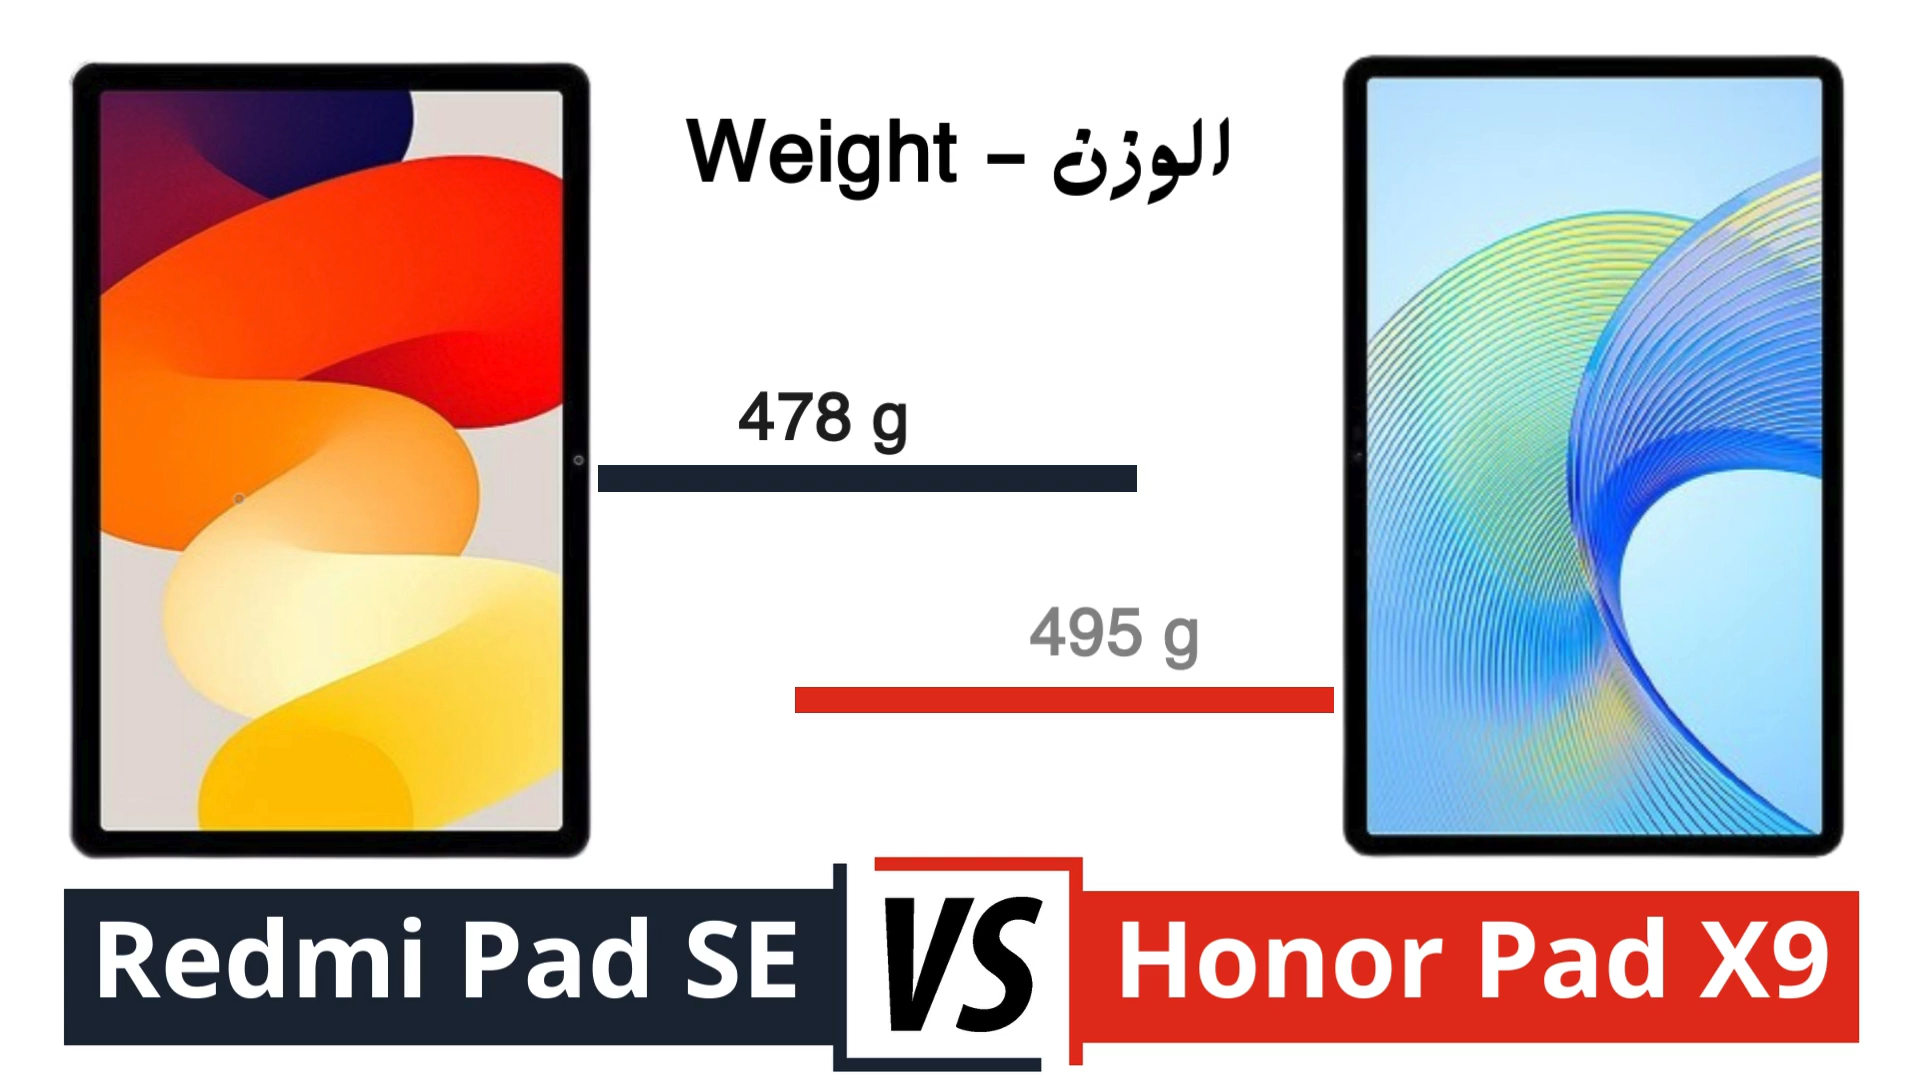 Weight – الوزن
478 g
495 g
Redmi Pad SE VS Honor Pad X9